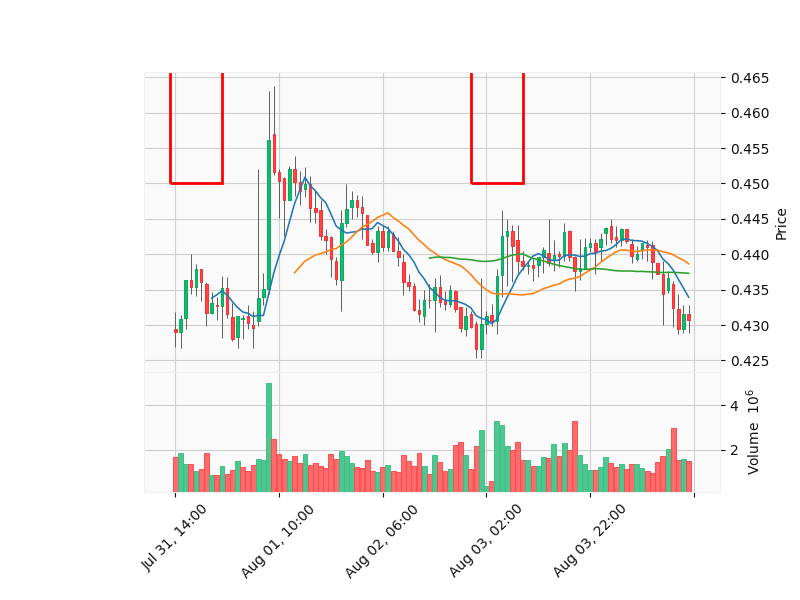 0.465
0.460
0.455
0.450
0.445
0.440
0.435
0.430
0.425
Price
4
2
Volume 10⁶
Jul 31, 14:00
Aug 01, 10:00
Aug 02, 06:00
Aug 03, 02:00
Aug 03, 22:00